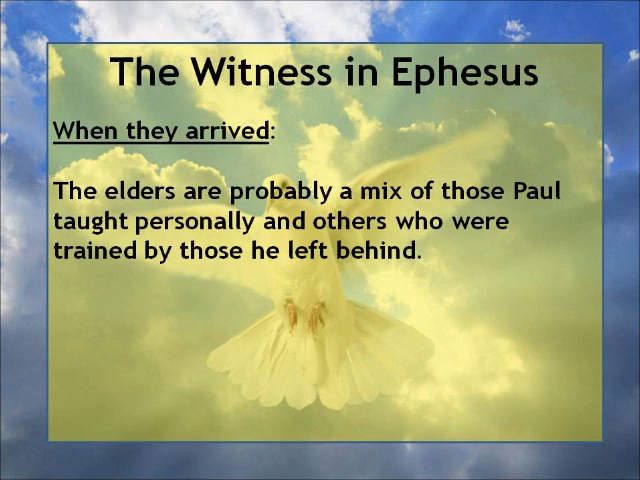 The Witness in Ephesus
When they arrived:
The elders are probably a mix of those Paul
taught personally and others who were
trained by those he left behind.